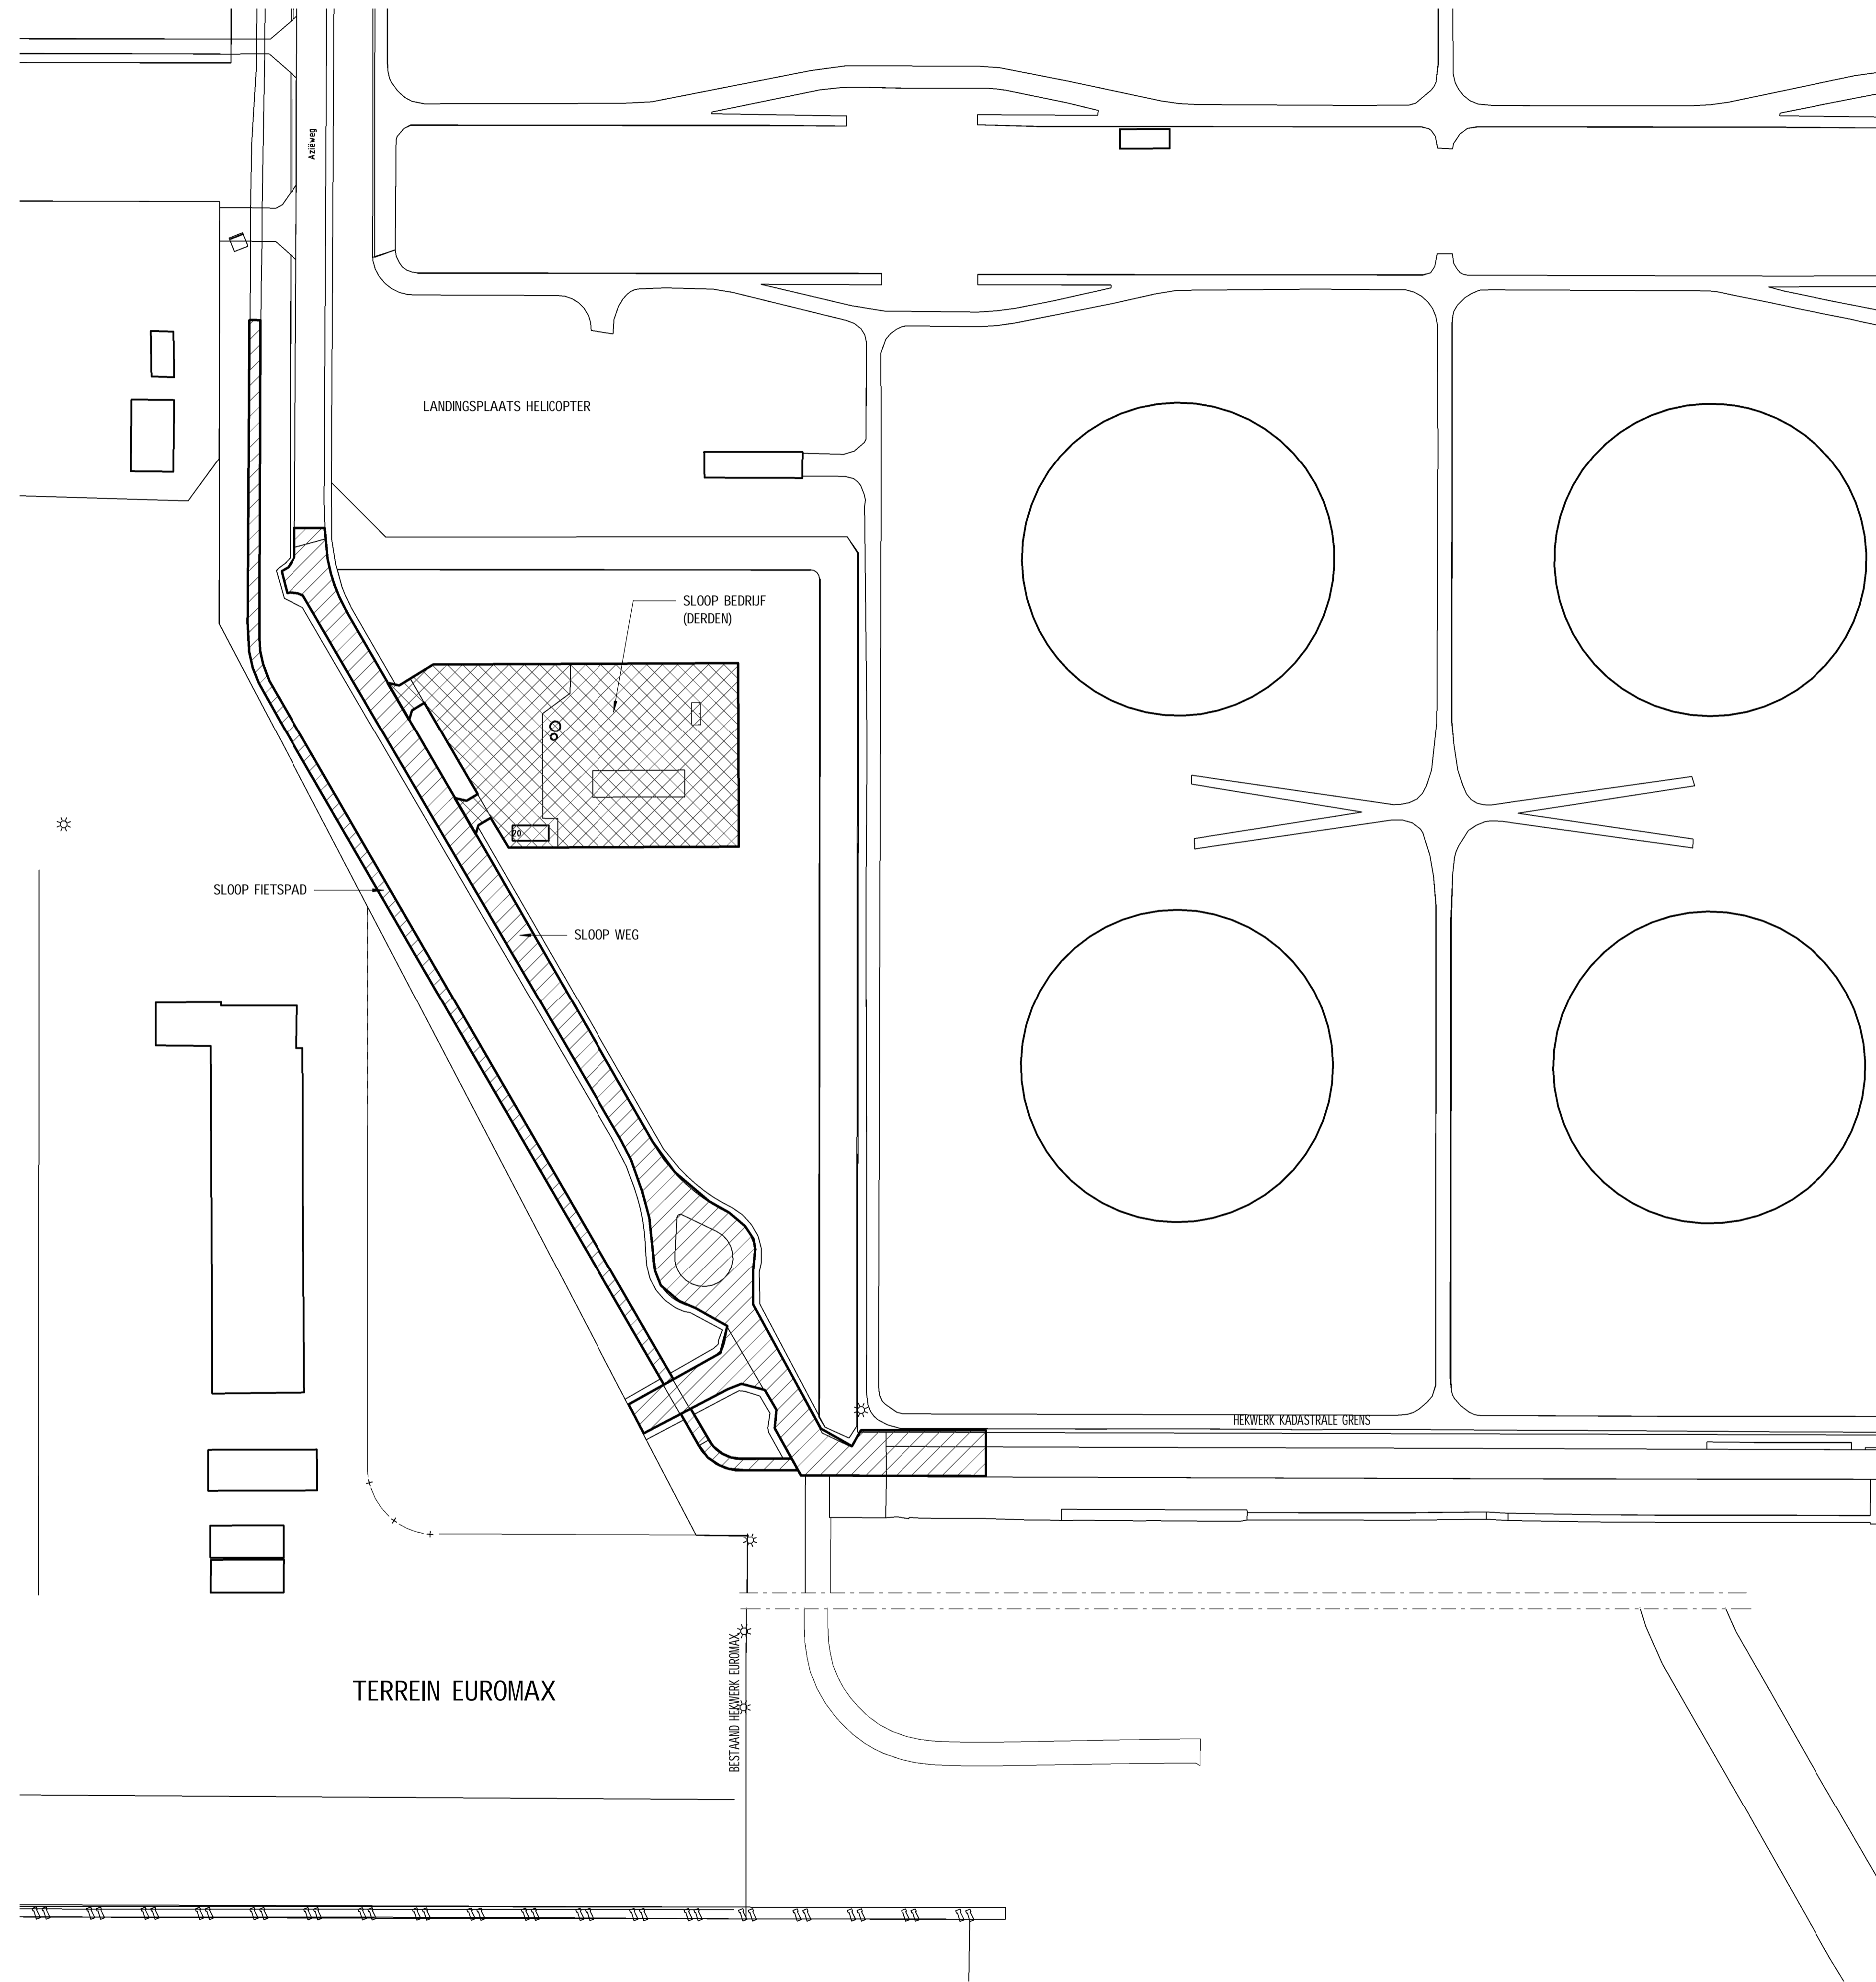 Aziëweg
LANDINGSPLAATS HELICOPTER
SLOOP BEDRIJF
(DERDEN)
20
SLOOP FIETSPAD
SLOOP WEG
HEKWERK KADASTRALE GRENS
BESTAAND HEKWERK EUROMAX
TERREIN EUROMAX